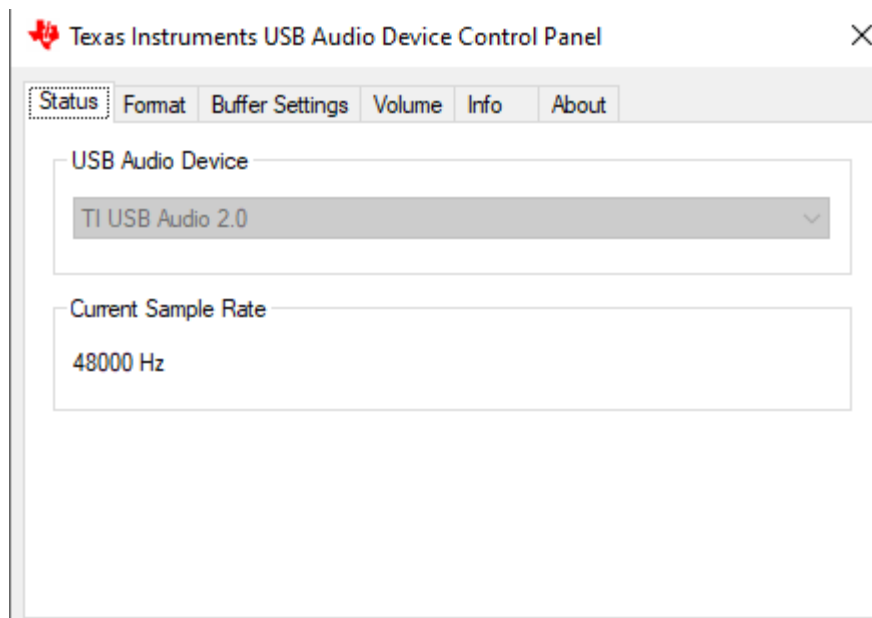 Texas Instruments USB Audio Device Control Panel
Status Format Buffer Settings Volume Info About
USB Audio Device
TI USB Audio 2.0
Current Sample Rate
48000 Hz